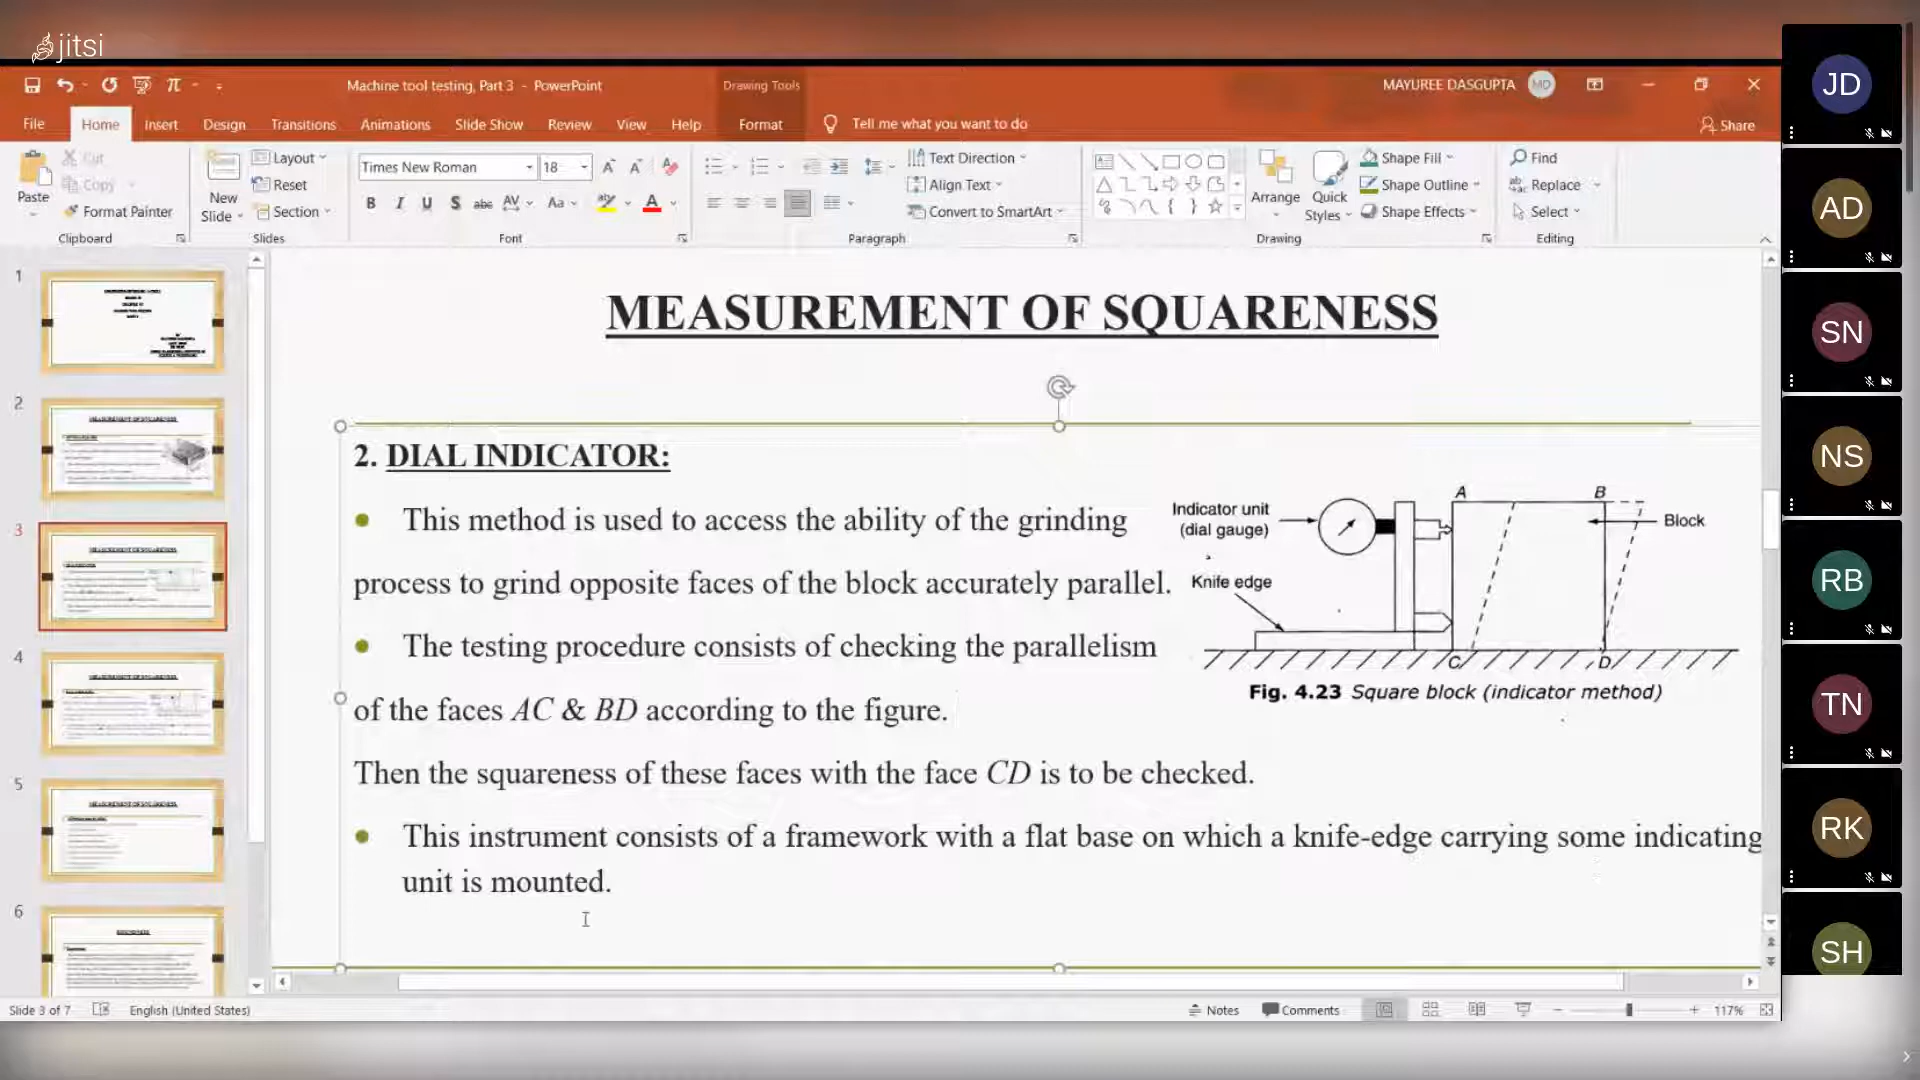 jitsi
Machine tool testing, Part 3 - PowerPoint
Drawing Tools
MAYUREE DASGUPTA
MD
File
Home
Insert
Design
Transitions
Animations
Slide Show
Review
View
Help
Format
Tell me what you want to do
Share
Paste
Cut
Copy
Format Painter
Clipboard
New
Slide
Layout
Reset
Section
Slides
Times New Roman
18
Font
Text Direction
Align Text
Convert to SmartArt
Paragraph
Arrange
Quick
Styles
Shape Fill
Shape Outline
Shape Effects
Drawing
Find
Replace
Select
Editing
1
2
3
4
5
6
MEASUREMENT OF SQUARENESS
2. DIAL INDICATOR:
This method is used to access the ability of the grinding
process to grind opposite faces of the block accurately parallel.
The testing procedure consists of checking the parallelism
of the faces AC & BD according to the figure.
Then the squareness of these faces with the face CD is to be checked.
This instrument consists of a framework with a flat base on which a knife-edge carrying some indicating
unit is mounted.
Indicator unit
(dial gauge)
Knife edge
A
B
Block
C
D
Fig. 4.23 Square block (indicator method)
Slide 3 of 7
English (United States)
Notes
Comments
117%
JD
AD
SN
NS
RB
TN
RK
SH